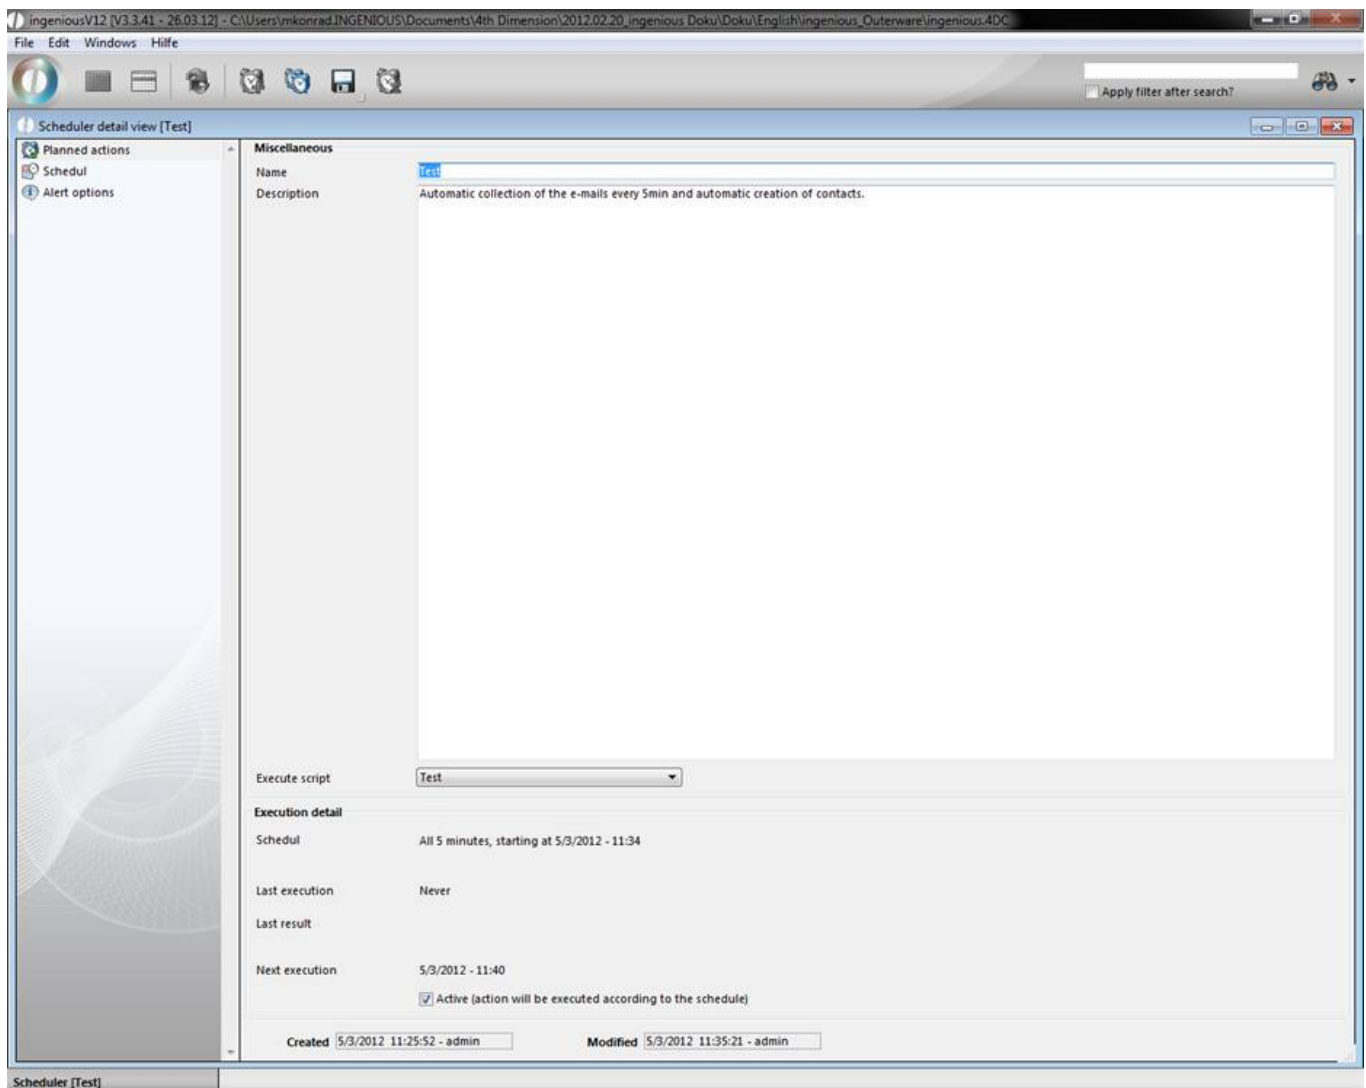 ingeniousV12 [V3.3.41 - 26.03.12] - C:\Users\mkonrad.INGENIOUS\Documents\4th Dimension\2012.02.20_ingenious Doku\Doku\English\ingenious_Outerware\ingenious.4DC
File Edit Windows Hilfe
Apply filter after search?
Scheduler detail view [Test]
Planned actions
Schedul
Alert options
Miscellaneous
Name Test
Description Automatic collection of the e-mails every 5min and automatic creation of contacts.
Execute script Test
Execution detail
Schedul All 5 minutes, starting at 5/3/2012 - 11:34
Last execution Never
Last result
Next execution 5/3/2012 - 11:40
Active (action will be executed according to the schedule)
Created 5/3/2012 11:25:52 - admin Modified 5/3/2012 11:35:21 - admin
Scheduler [Test]